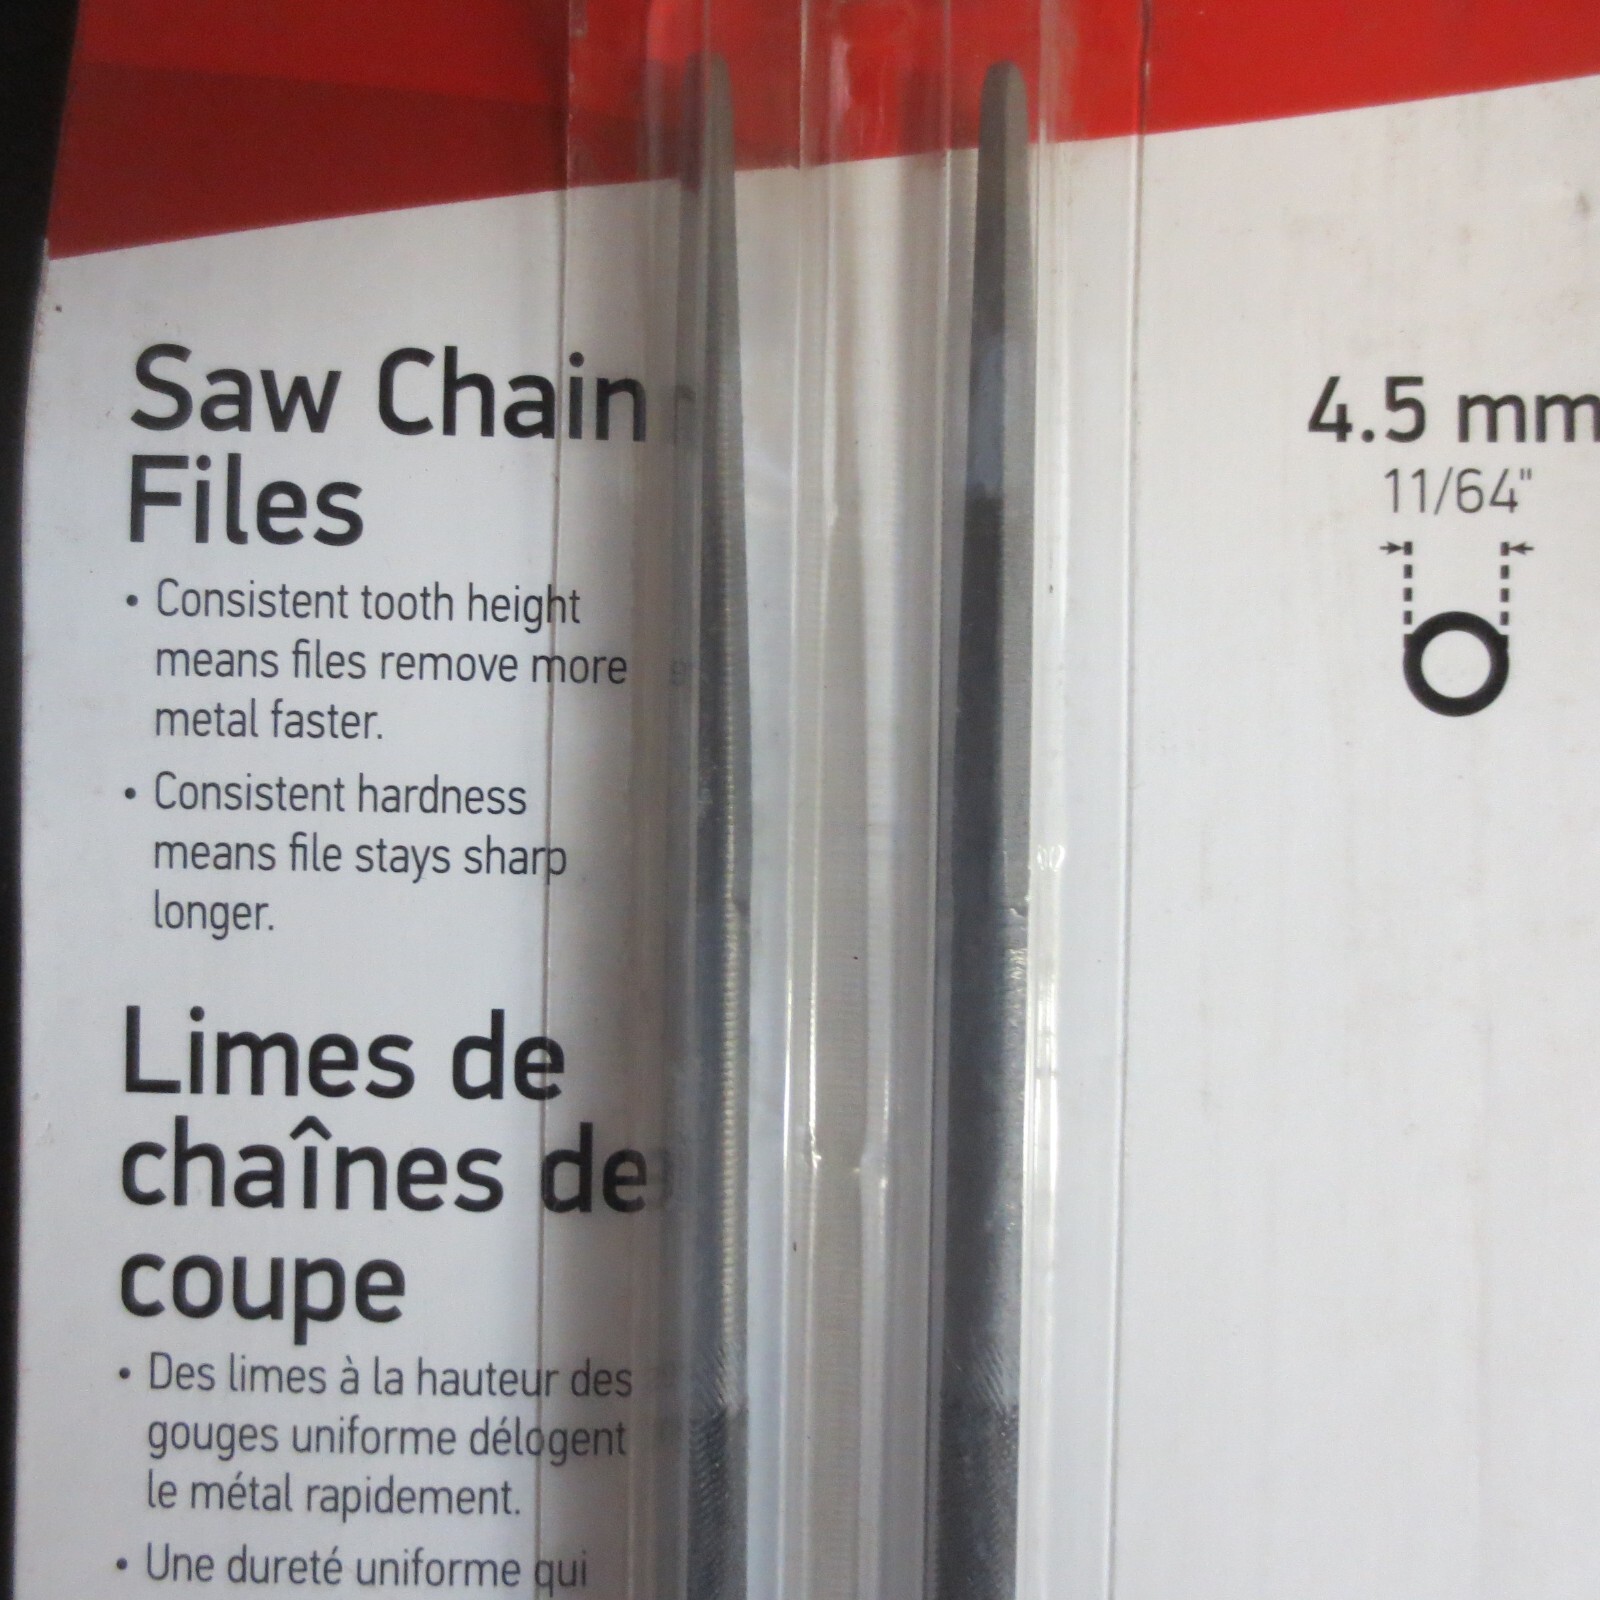 Saw Chain
Files
• Consistent tooth height
means files remove more
metal faster.
• Consistent hardness
means file stays sharp
longer.
Limes de
chaînes de
coupe
• Des limes à la hauteur des
gouges uniforme délogent
le métal rapidement.
• Une dureté uniforme qui
4.5 mm
11/64"